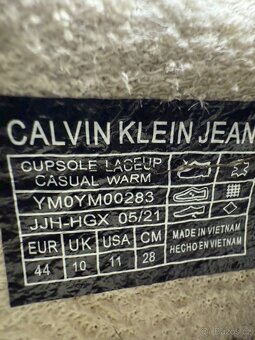 CALVIN KLEIN JEAN
CUPSOLE LACEUP
CASUAL WARM
YM0YM00283
JJH-HGX 05/21
EUR UK USA CM
44 10 11 28
MADE IN VIETNAM
HECHO EN VIETNAM